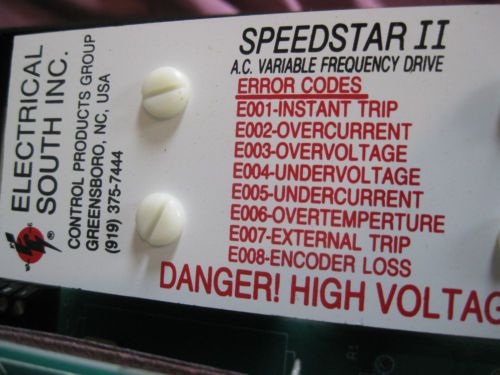 ELECTRICAL
SOUTH INC.
CONTROL PRODUCTS GROUP
GREENSBORO, NC, USA
(919) 375-7444
SPEEDSTAR II
A.C. VARIABLE FREQUENCY DRIVE
ERROR CODES
E001-INSTANT TRIP
E002-OVERCURRENT
E003-OVERVOLTAGE
E004-UNDERVOLTAGE
E005-UNDERCURRENT
E006-OVERTEMPERTURE
E007-EXTERNAL TRIP
E008-ENCODER LOSS
DANGER! HIGH VOLTAG